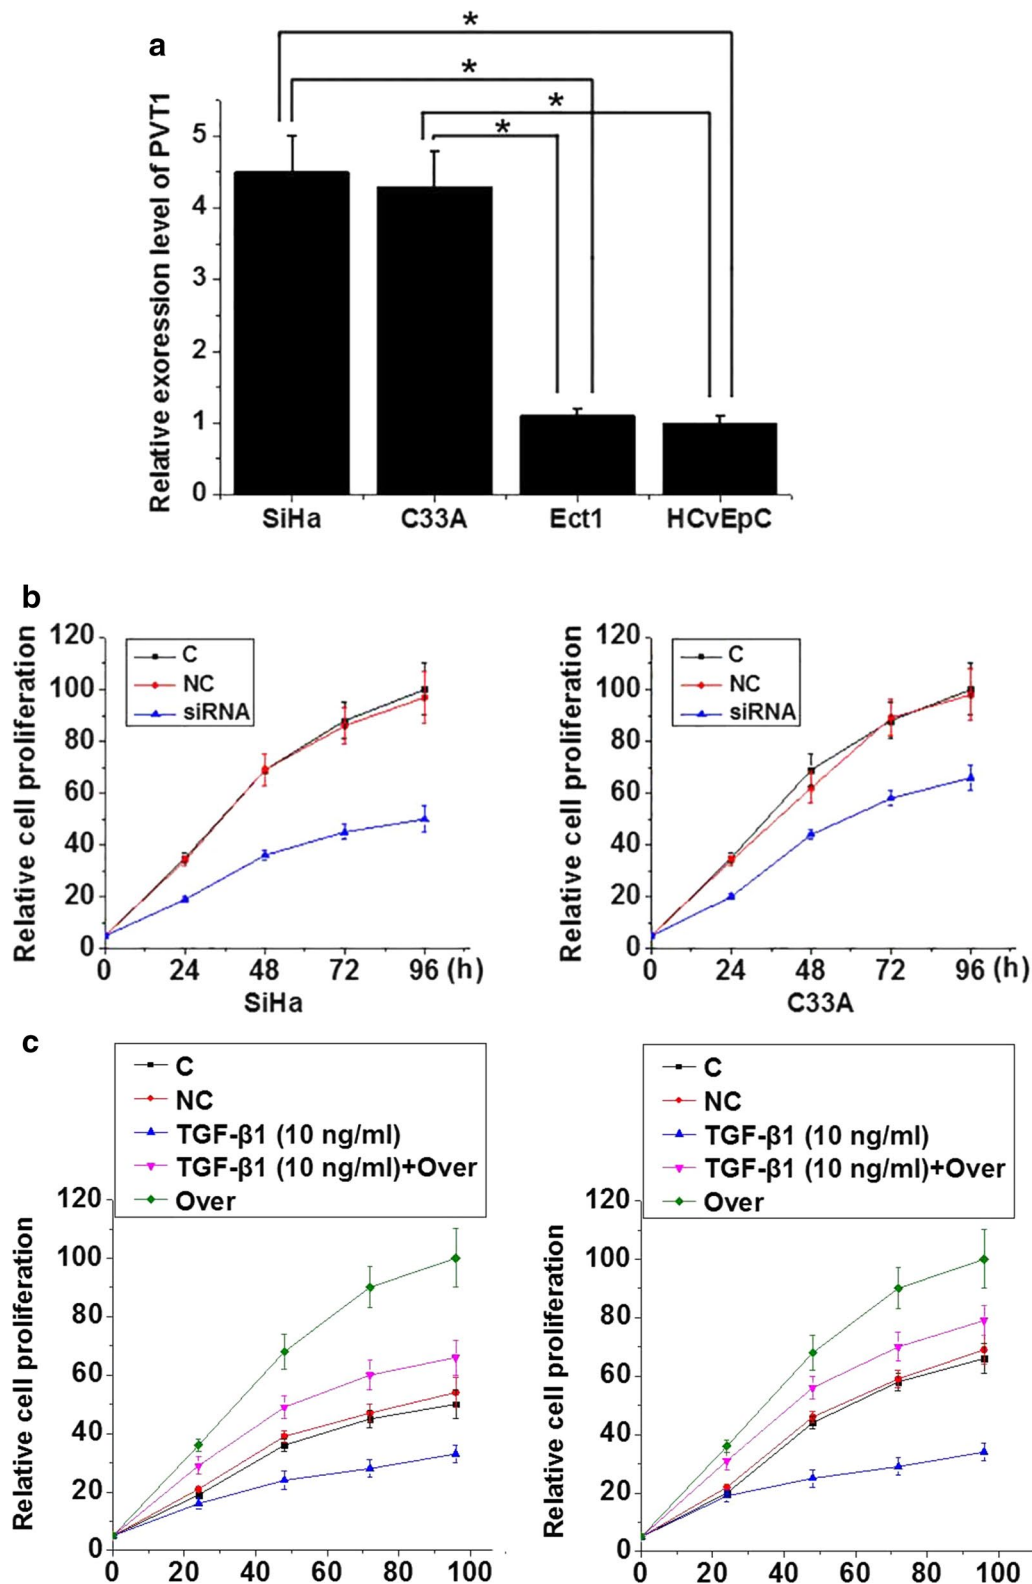 a
*
*
*
*
Relative exoression level of PVT1
5
4
3
2
1
0
SiHa C33A Ect1 HCvEpC
b
Relative cell proliferation
120
100
80
60
40
20
0
C
NC
siRNA
0 24 48 72 96 (h)
SiHa
Relative cell proliferation
120
100
80
60
40
20
0
C
NC
siRNA
0 24 48 72 96 (h)
C33A
c
C
NC
TGF-β1 (10 ng/ml)
TGF-β1 (10 ng/ml)+Over
Over
Relative cell proliferation
120
100
80
60
40
20
0
0 20 40 60 80 100
C
NC
TGF-β1 (10 ng/ml)
TGF-β1 (10 ng/ml)+Over
Over
Relative cell proliferation
120
100
80
60
40
20
0
0 20 40 60 80 100